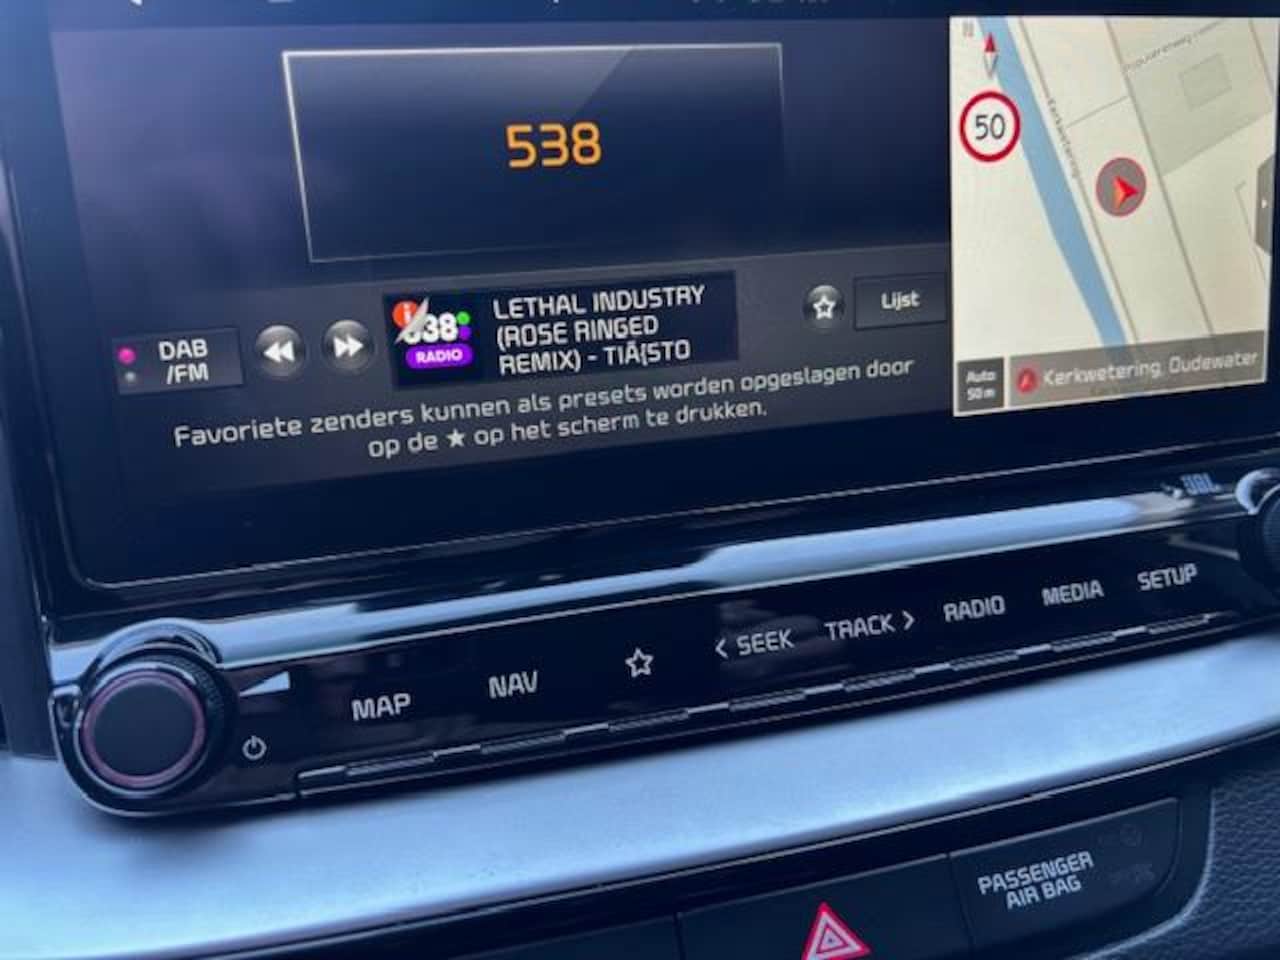 538
N
50
Kerkwetering
DAB
/FM
538
RADIO
LETHAL INDUSTRY
(ROSE RINGED
REMIX) - TIÃ[STO
Lijst
Auto
50 m
Kerkwetering, Oudewater
Favoriete zenders kunnen als presets worden opgeslagen door
op de ★ op het scherm te drukken.
JBL
MAP
NAV
< SEEK
TRACK >
RADIO
MEDIA
SETUP
PASSENGER
AIR BAG